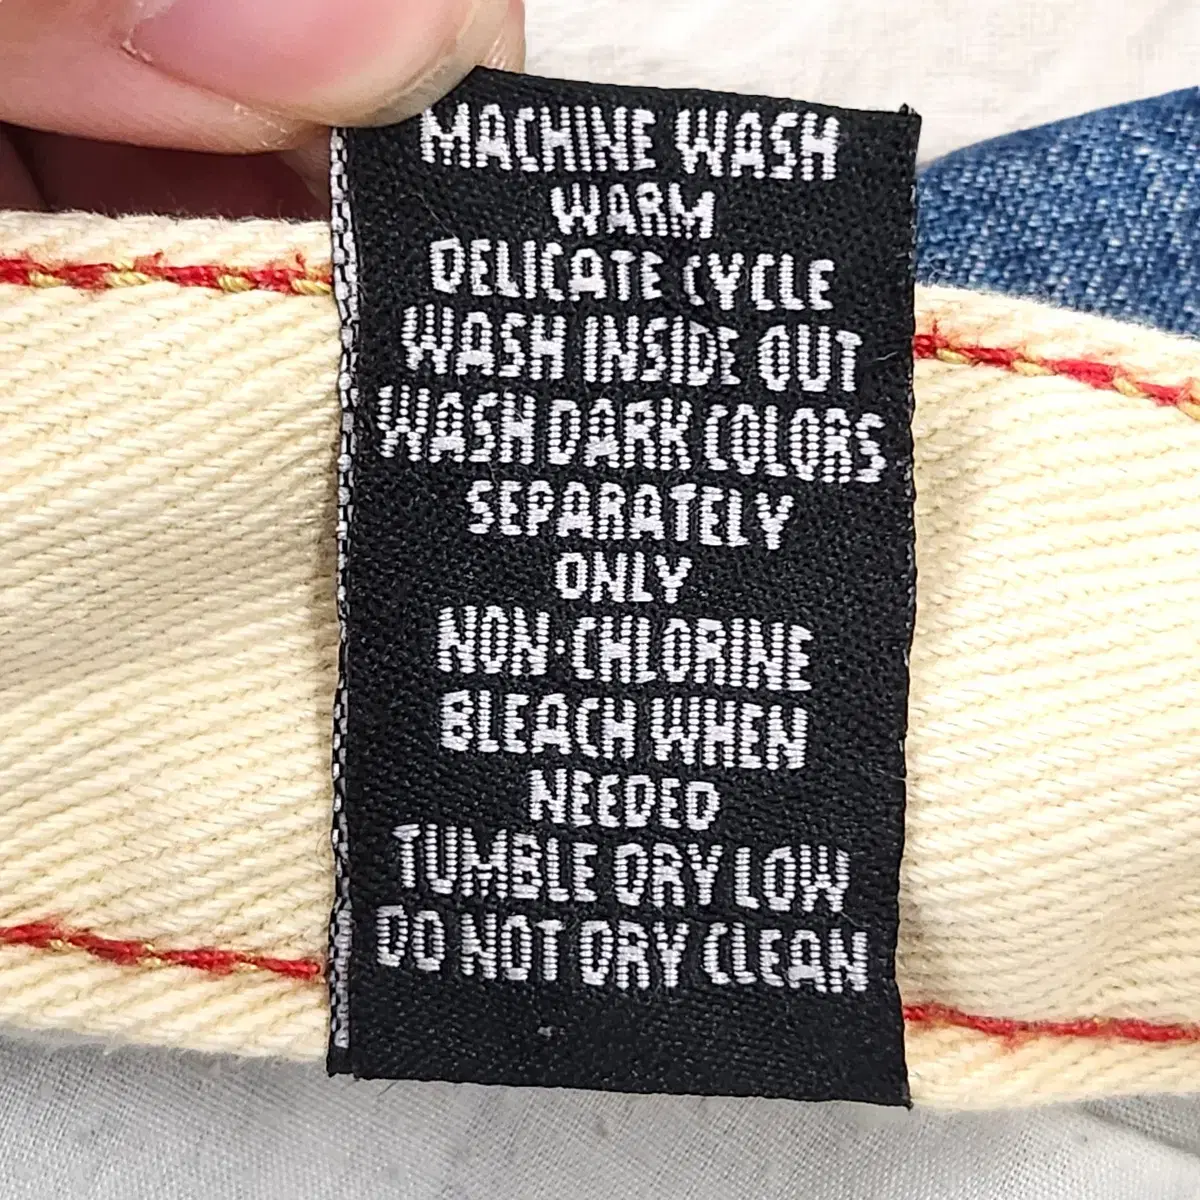 MACHINE WASH
WARM
DELICATE CYCLE
WASH INSIDE OUT
WASH DARK COLORS
SEPARATELY
ONLY
NON-CHLORINE
BLEACH WHEN
NEEDED
TUMBLE DRY LOW
DO NOT DRY CLEAN